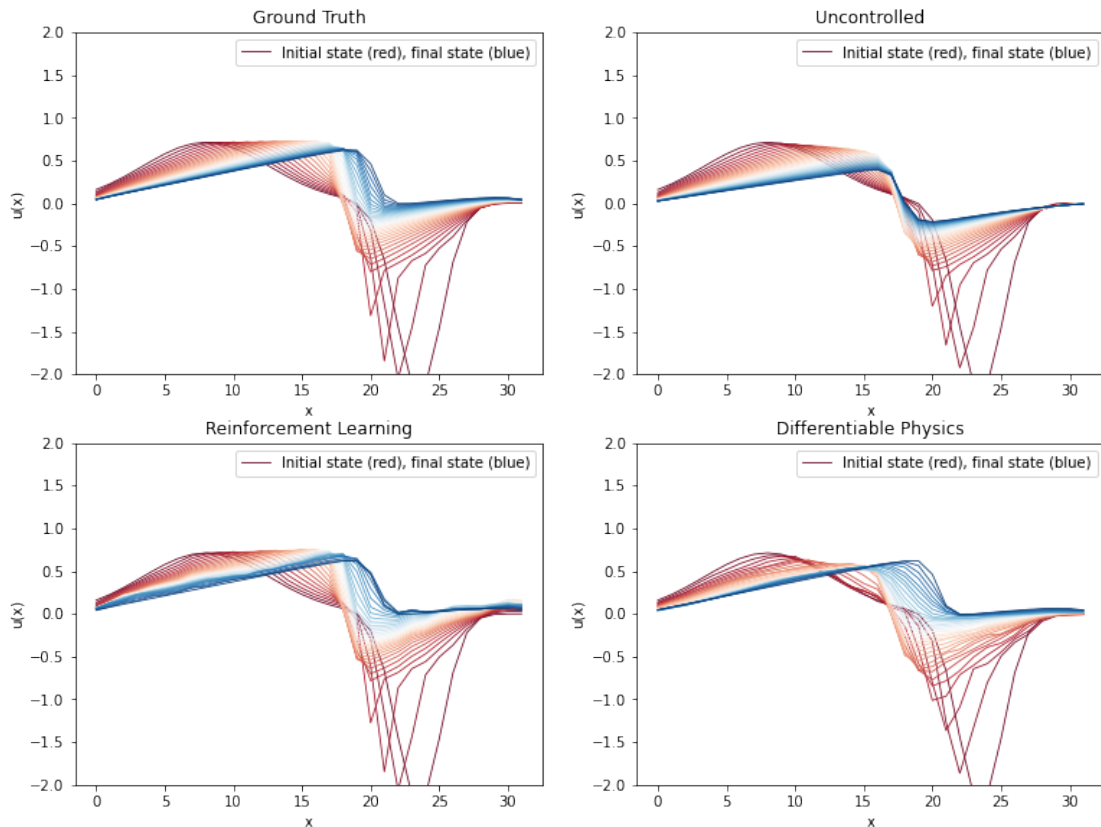 Ground Truth
Uncontrolled
2.0
1.5
1.0
0.5
0.0
−0.5
−1.0
−1.5
−2.0
u(x)
Initial state (red), final state (blue)
0 5 10 15 20 25 30
x
2.0
1.5
1.0
0.5
0.0
−0.5
−1.0
−1.5
−2.0
u(x)
Initial state (red), final state (blue)
0 5 10 15 20 25 30
x
Reinforcement Learning
Differentiable Physics
2.0
1.5
1.0
0.5
0.0
−0.5
−1.0
−1.5
−2.0
u(x)
Initial state (red), final state (blue)
0 5 10 15 20 25 30
x
2.0
1.5
1.0
0.5
0.0
−0.5
−1.0
−1.5
−2.0
u(x)
Initial state (red), final state (blue)
0 5 10 15 20 25 30
x